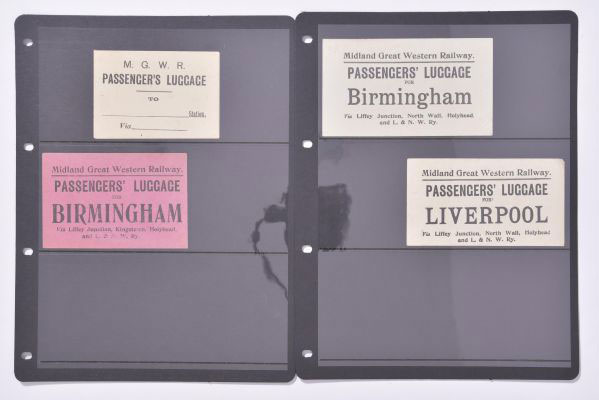 M. G. W. R.
PASSENGER'S LUGGAGE
TO
Station.
Via
Midland Great Western Railway.
PASSENGERS' LUGGAGE
FOR
BIRMINGHAM
Via Liffey Junction, Kingstown, Holyhead,
and L. & N. W. Ry.
Midland Great Western Railway.
PASSENGERS' LUGGAGE
FOR
Birmingham
Via Liffey Junction, North Wall, Holyhead
and L. & N. W. Ry.
Midland Great Western Railway.
PASSENGERS' LUGGAGE
FOR
LIVERPOOL
Via Liffey Junction, North Wall, Holyhead
and L. & N. W. Ry.